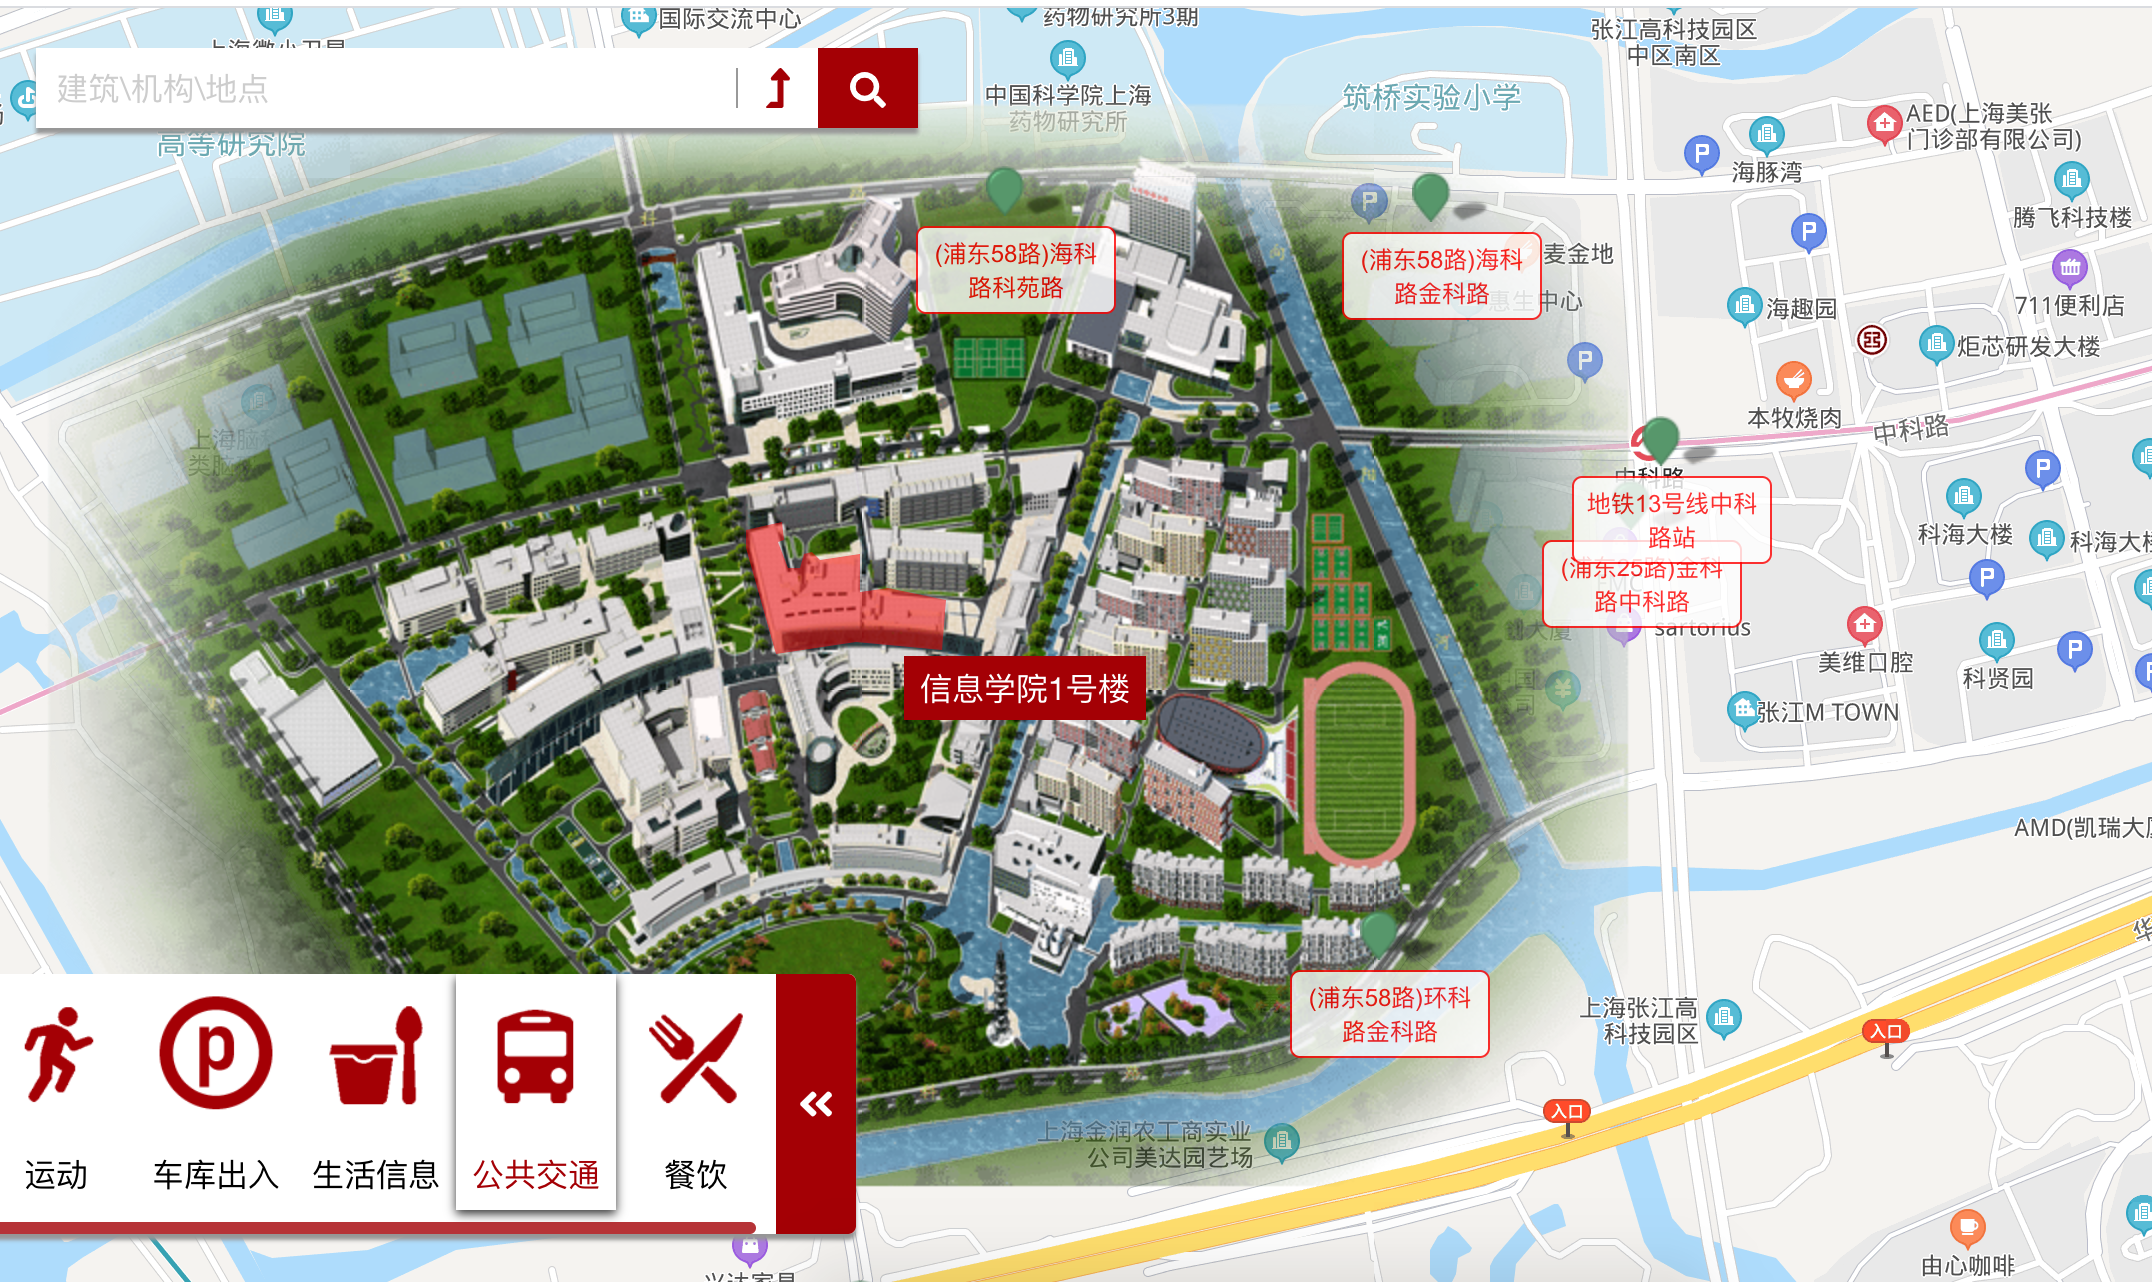 国际交流中心
药物研究所3期
张江高科技园区
中区南区
建筑\机构\地点
中国科学院上海
药物研究所
筑桥实验小学
高等研究院
AED(上海美张
门诊部有限公司)
海豚湾
腾飞科技楼
(浦东58路)海科
路科苑路
(浦东58路)海科
路金科路
麦金地
惠生中心
海趣园
711便利店
炬芯研发大楼
本牧烧肉
中科路
上海脑科
类脑
中科路
地铁13号线中科
路站
(浦东25路)金科
路中科路
科海大楼
科海大楼
大厦
sartorius
美维口腔
科贤园
信息学院1号楼
张江M TOWN
AMD(凯瑞大厦
(浦东58路)环科
路金科路
上海张江高
科技园区
华
入口
入口
上海金润农工商实业
公司美达园艺场
运动
车库出入
生活信息
公共交通
餐饮
由心咖啡